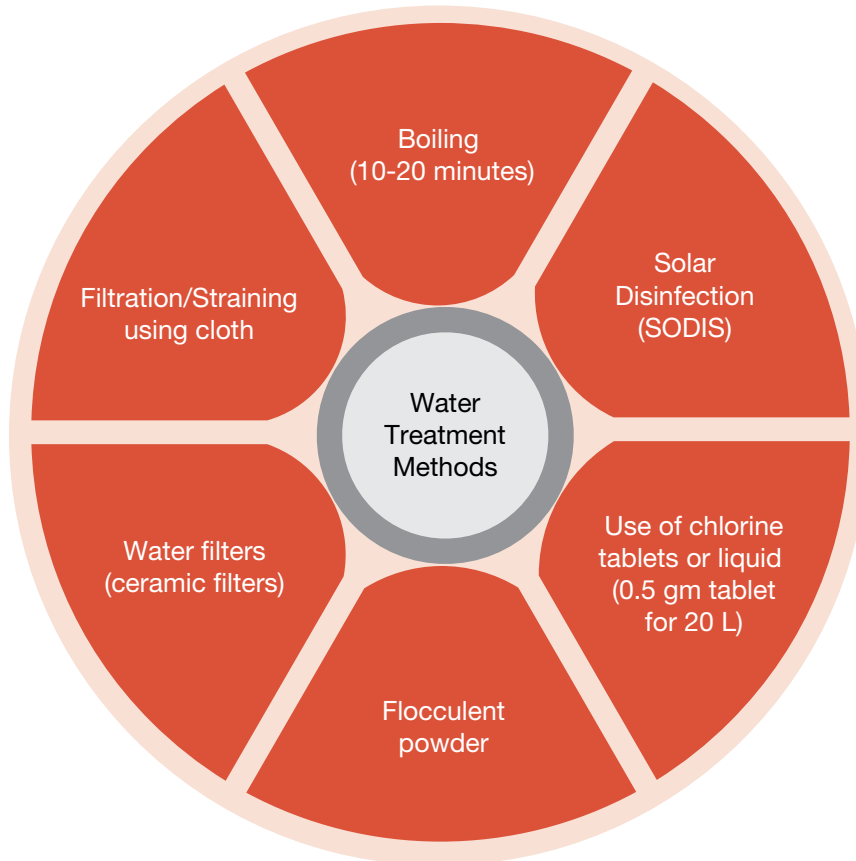 Boiling
(10-20 minutes)
Solar
Disinfection
(SODIS)
Use of chlorine
tablets or liquid
(0.5 gm tablet
for 20 L)
Flocculent
powder
Water filters
(ceramic filters)
Filtration/Straining
using cloth
Water
Treatment
Methods